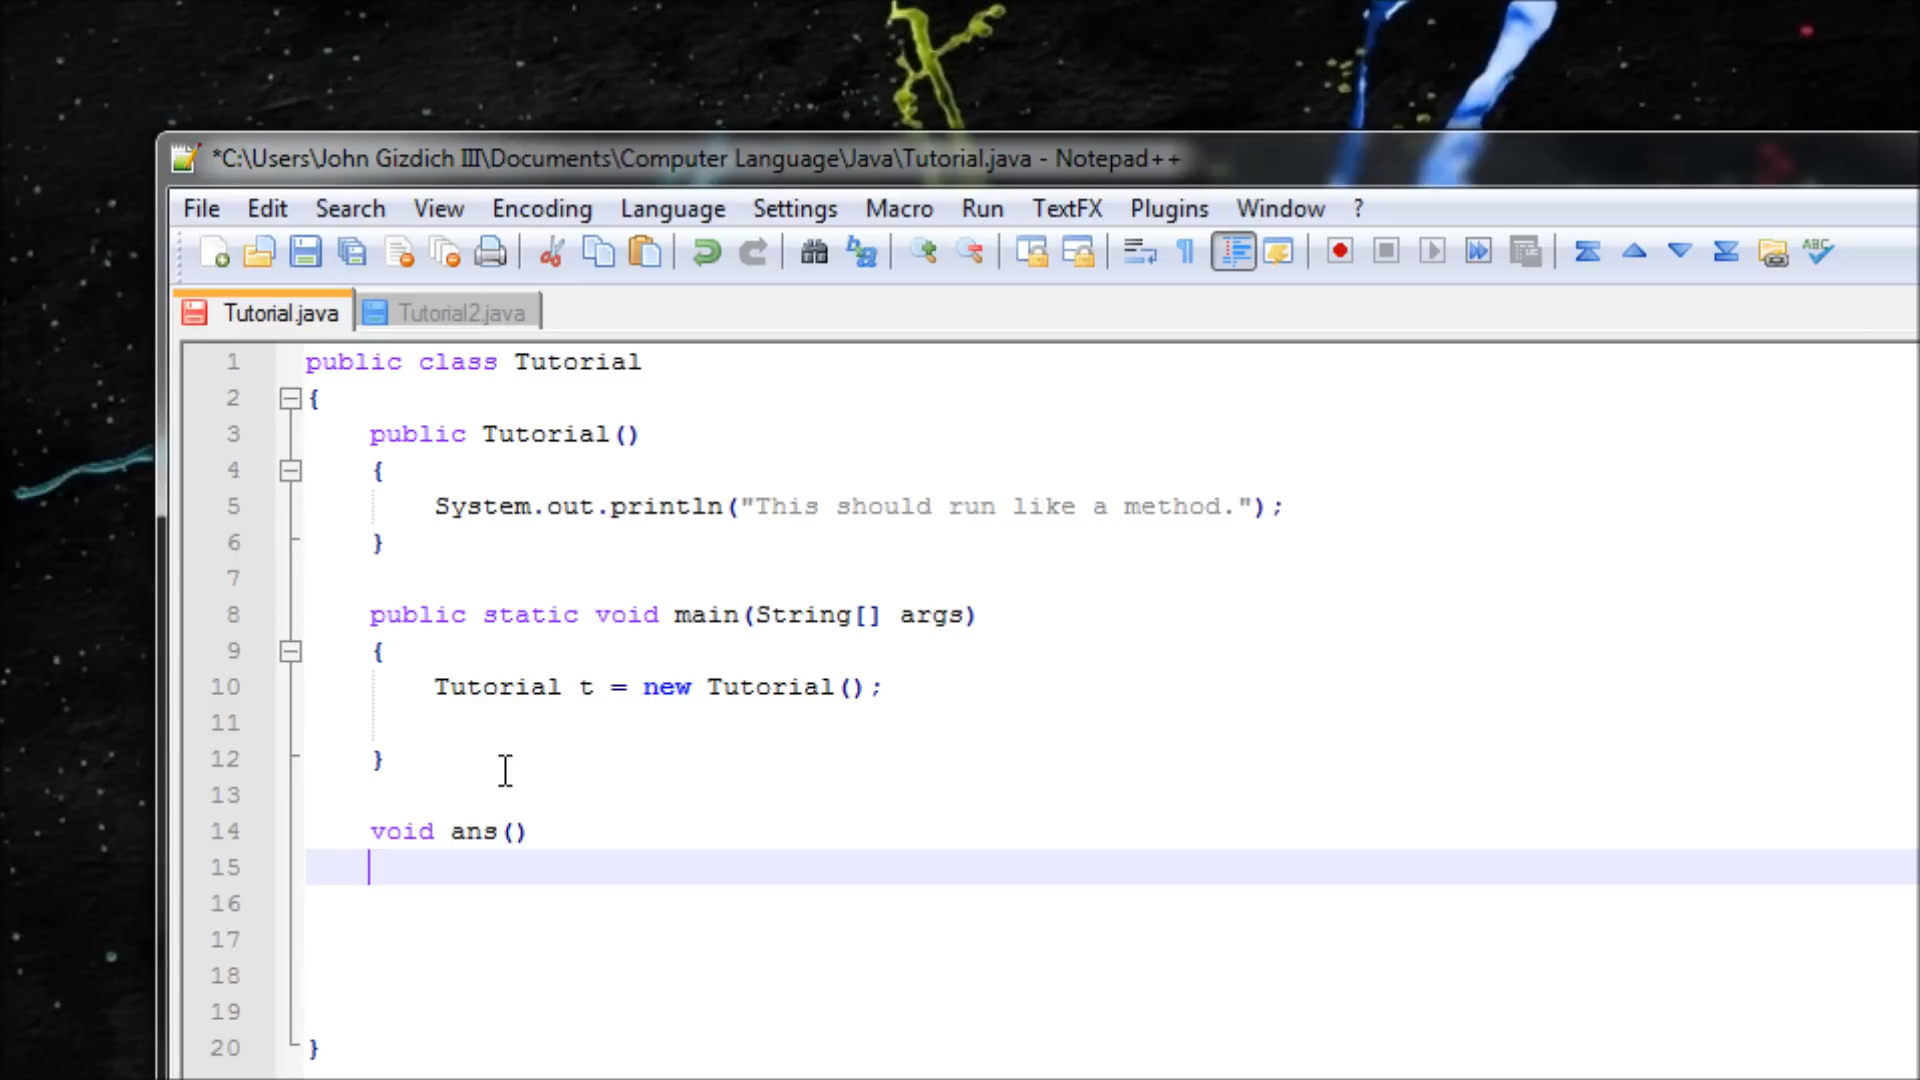 *C:\Users\John Gizdich III\Documents\Computer Language\Java\Tutorial.java - Notepad++
File Edit Search View Encoding Language Settings Macro Run TextFX Plugins Window ?
ABC
Tutorial.java Tutorial2.java
1 public class Tutorial
2 {
3 public Tutorial()
4 {
5 System.out.println("This should run like a method.");
6 }
7
8 public static void main(String[] args)
9 {
10 Tutorial t = new Tutorial();
11
12 }
13
14 void ans()
15
16
17
18
19
20 }